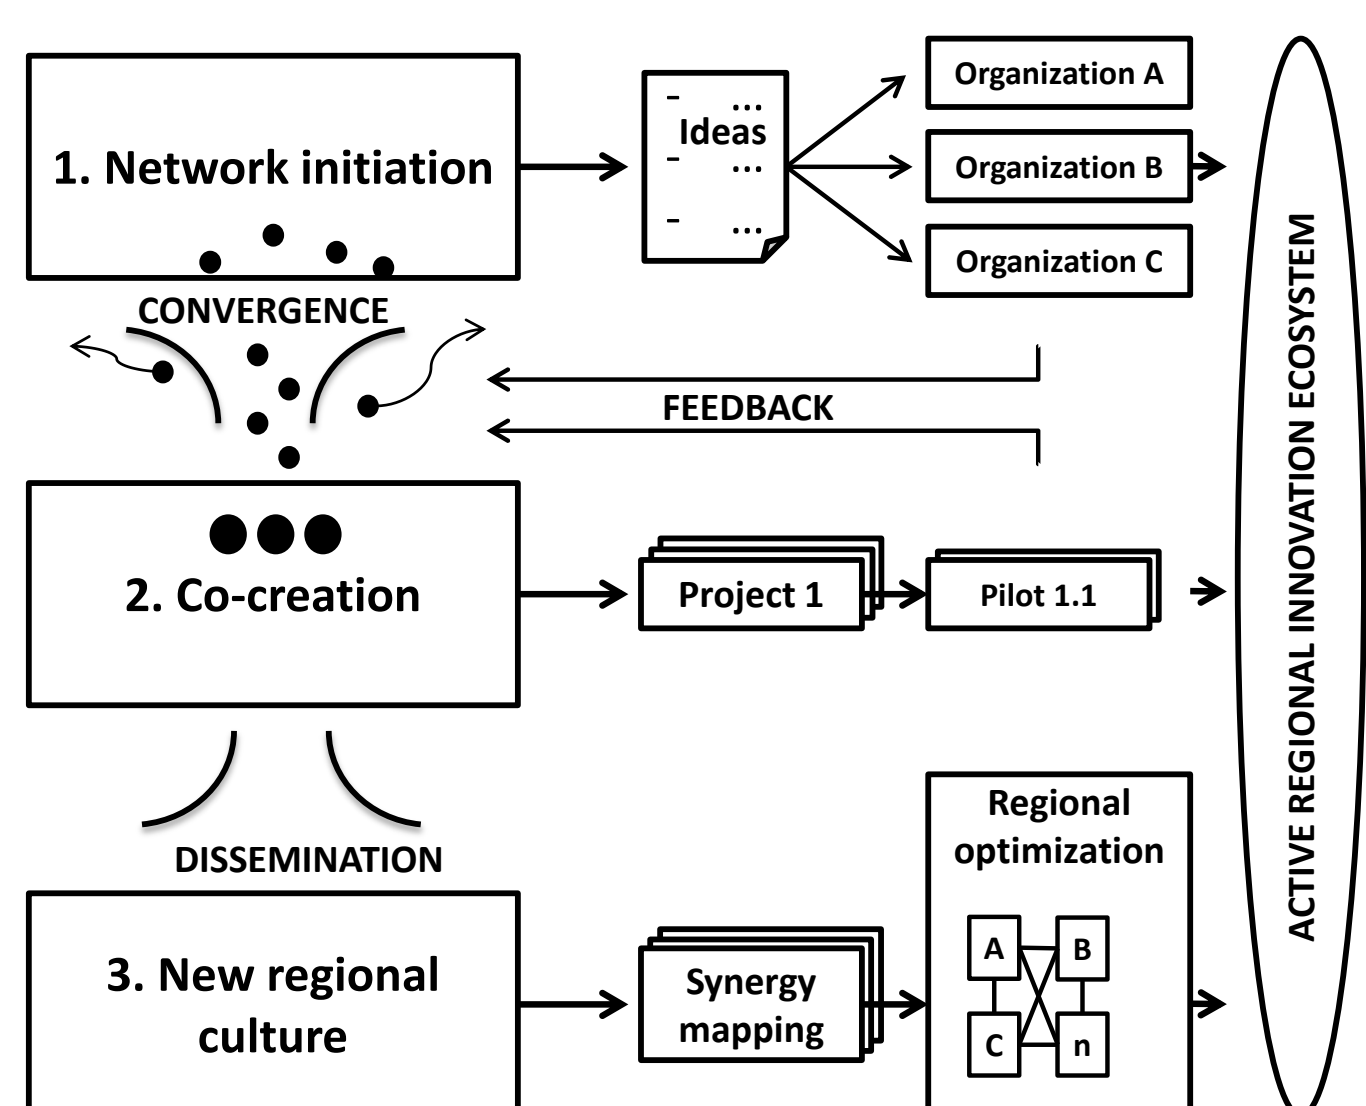 1. Network initiation
– ...
Ideas
– ...
– ...
Organization A
Organization B
Organization C
CONVERGENCE
FEEDBACK
2. Co-creation
Project 1
Pilot 1.1
DISSEMINATION
3. New regional
culture
Synergy
mapping
Regional
optimization
A B
C n
ACTIVE REGIONAL INNOVATION ECOSYSTEM